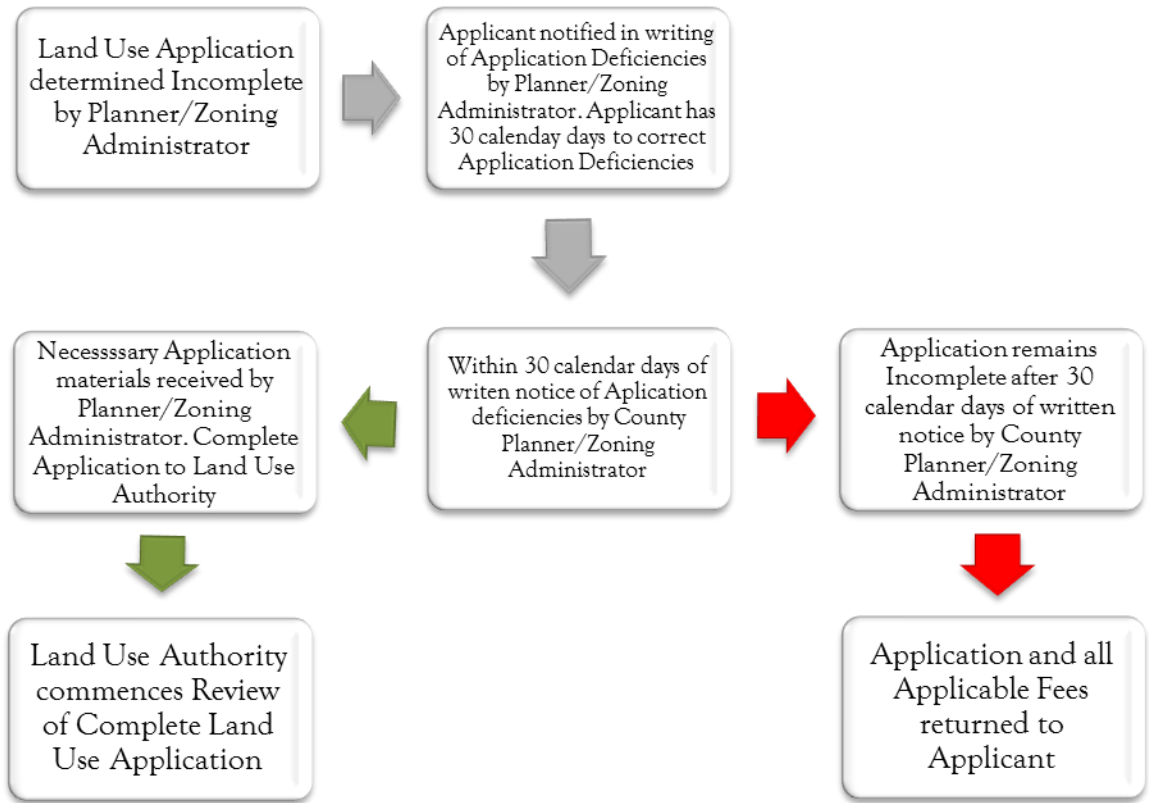 Land Use Application
determined Incomplete
by Planner/Zoning
Administrator
Applicant notified in writing
of Application Deficiencies
by Planner/Zoning
Administrator. Applicant has
30 calenday days to correct
Application Deficiencies
Necesssary Application
materials received by
Planner/Zoning
Administrator. Complete
Application to Land Use
Authority
Within 30 calendar days of
writen notice of Aplication
deficiencies by County
Planner/Zoning
Administrator
Application remains
Incomplete after 30
calendar days of written
notice by County
Planner/Zoning
Administrator
Land Use Authority
commences Review
of Complete Land
Use Application
Application and all
Applicable Fees
returned to
Applicant